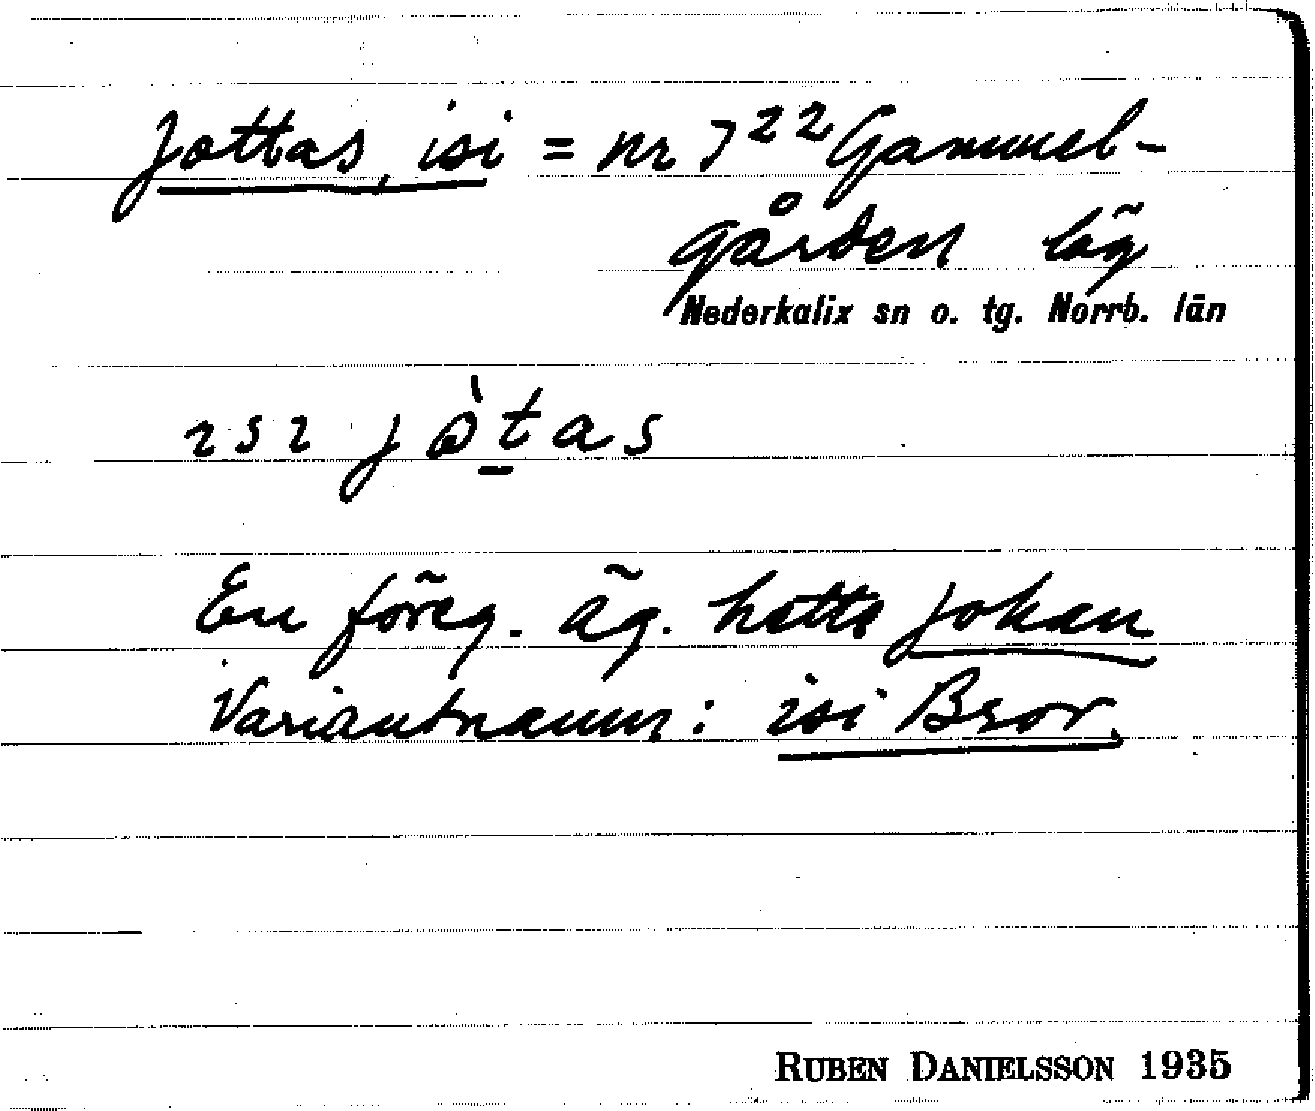 Jottas, isi = nr 7²² Gammel-
gården läg
Nederkalix sn o. tg. Norrb. län
ısı jòtas
En föreg. äg. hette Johan
Variantnamn: isi Bror.
RUBEN DANIELSSON 1935